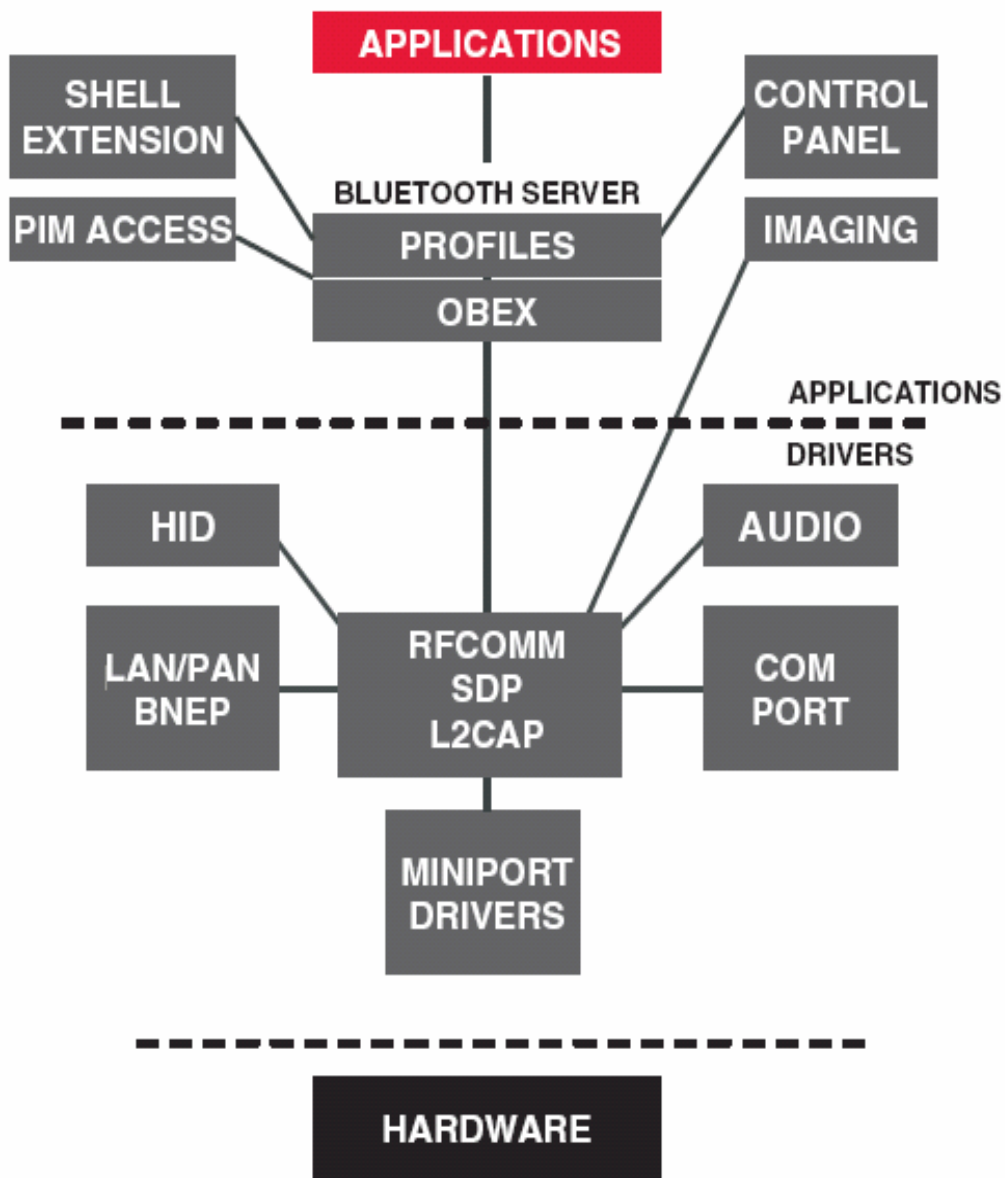 APPLICATIONS
SHELL
EXTENSION
CONTROL
PANEL
BLUETOOTH SERVER
PIM ACCESS
PROFILES
IMAGING
OBEX
APPLICATIONS
DRIVERS
HID
AUDIO
LAN/PAN
BNEP
RFCOMM
SDP
L2CAP
COM
PORT
MINIPORT
DRIVERS
HARDWARE